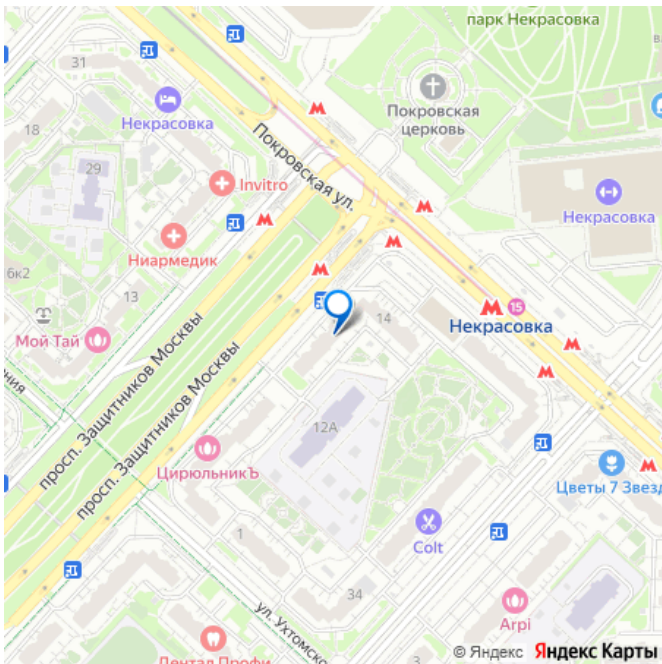 парк Некрасовка
31
Некрасовка
Покровская
церковь
18
Покровская ул.
29
Invitro
Некрасовка
Ниармедик
6к2
13
15
Некрасовка
14
Мой Тай
просп. Защитников Москвы
просп. Защитников Москвы
12А
ЦирюльникЪ
Цветы 7 Звезд
1
Colt
34
ул. Ухтомско
Arpi
Дентал Профи
© Яндекс Яндекс Карты